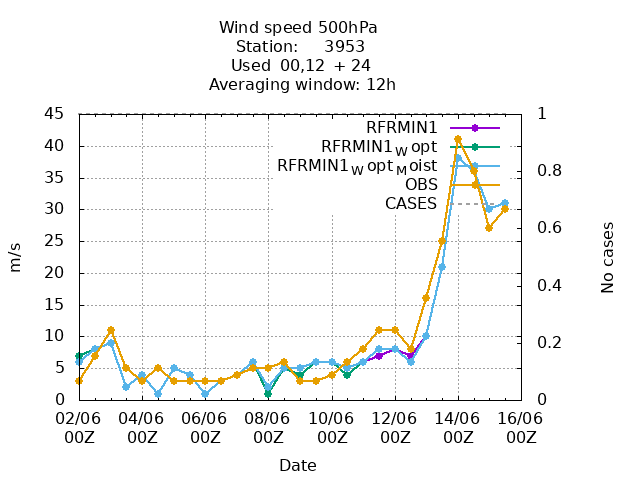 Wind speed 500hPa
Station: 3953
Used 00,12 + 24
Averaging window: 12h
45 1
RFRMIN1
40
RFRMIN1_W opt
RFRMIN1_W opt_M oist
35 0.8
OBS
CASES
30
0.6
25
m/s
No cases
20
0.4
15
10
0.2
5
0 0
02/06 04/06 06/06 08/06 10/06 12/06 14/06 16/06
00Z 00Z 00Z 00Z 00Z 00Z 00Z 00Z
Date